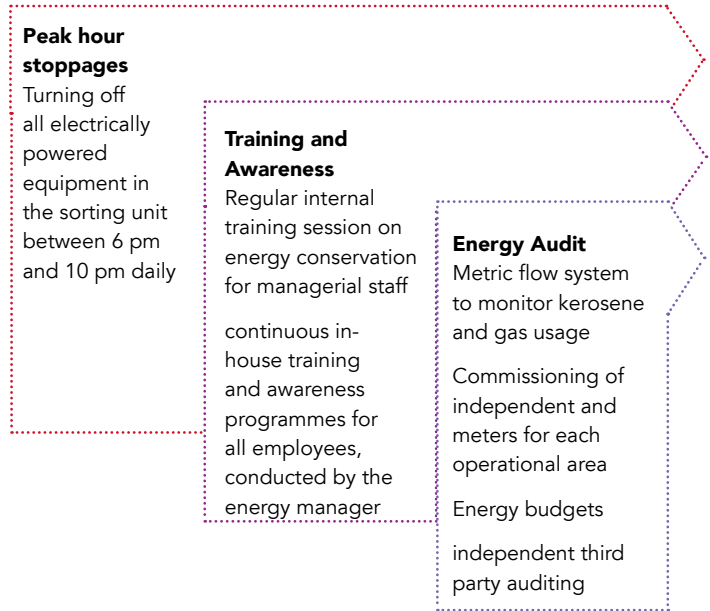 Peak hour
stoppages
Turning off
all electrically
powered
equipment in
the sorting unit
between 6 pm
and 10 pm daily
Training and
Awareness
Regular internal
training session on
energy conservation
for managerial staff
continuous in-
house training
and awareness
programmes for
all employees,
conducted by the
energy manager
Energy Audit
Metric flow system
to monitor kerosene
and gas usage
Commissioning of
independent and
meters for each
operational area
Energy budgets
independent third
party auditing